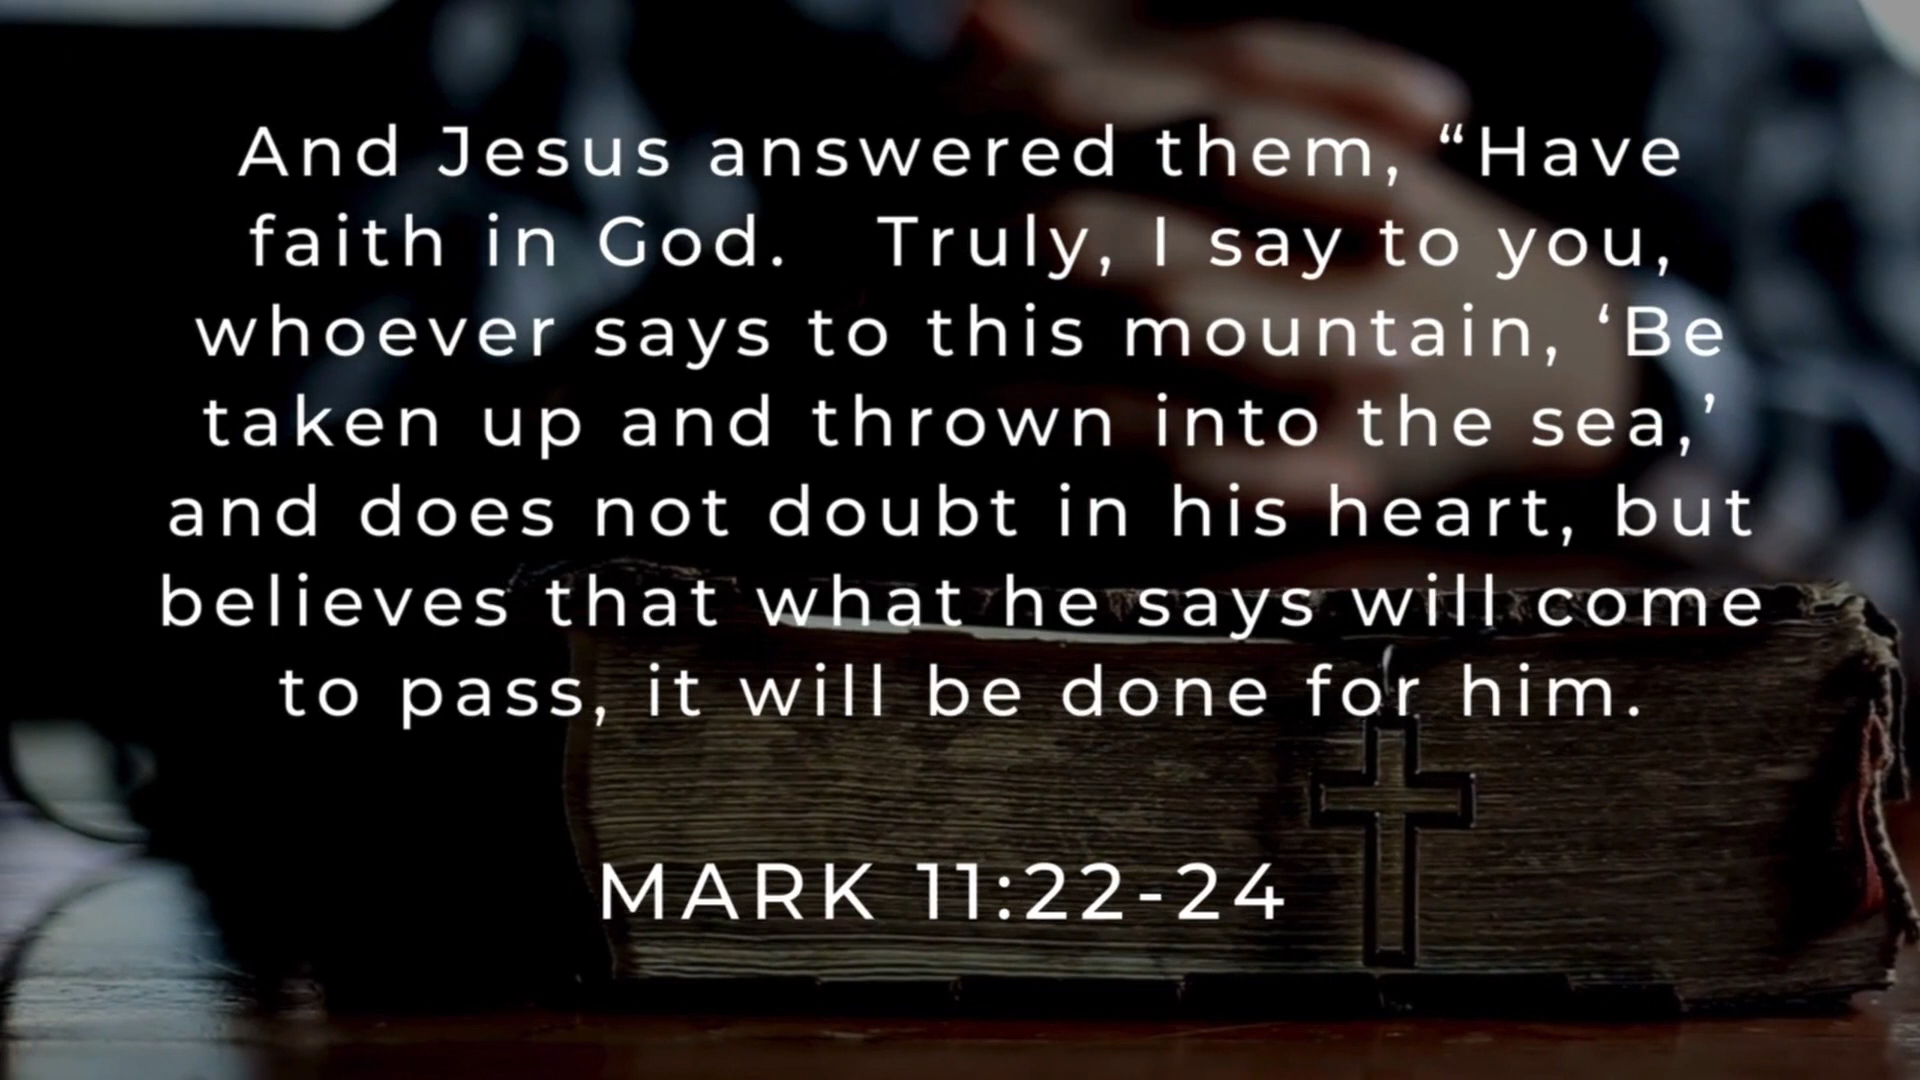 And Jesus answered them, “Have
faith in God.   Truly, I say to you,
whoever says to this mountain, ‘Be
taken up and thrown into the sea,’
and does not doubt in his heart, but
believes that what he says will come
to pass, it will be done for him.
MARK 11:22-24